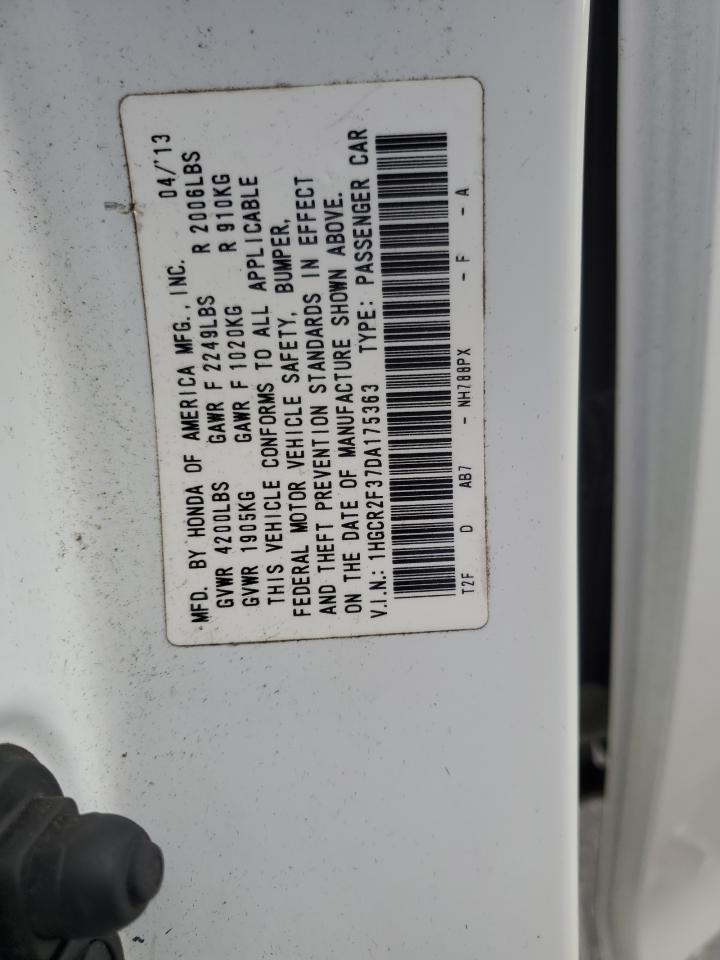 MFD. BY HONDA OF AMERICA MFG., INC. 04/'13
GVWR 4200LBS GAWR F 2249LBS R 2006LBS
GVWR 1905KG GAWR F 1020KG R 910KG
THIS VEHICLE CONFORMS TO ALL APPLICABLE
FEDERAL MOTOR VEHICLE SAFETY, BUMPER,
AND THEFT PREVENTION STANDARDS IN EFFECT
ON THE DATE OF MANUFACTURE SHOWN ABOVE.
V.I.N.: 1HGCR2F37DA175363 TYPE: PASSENGER CAR
T2F D AB7 - NH788PX - F - A